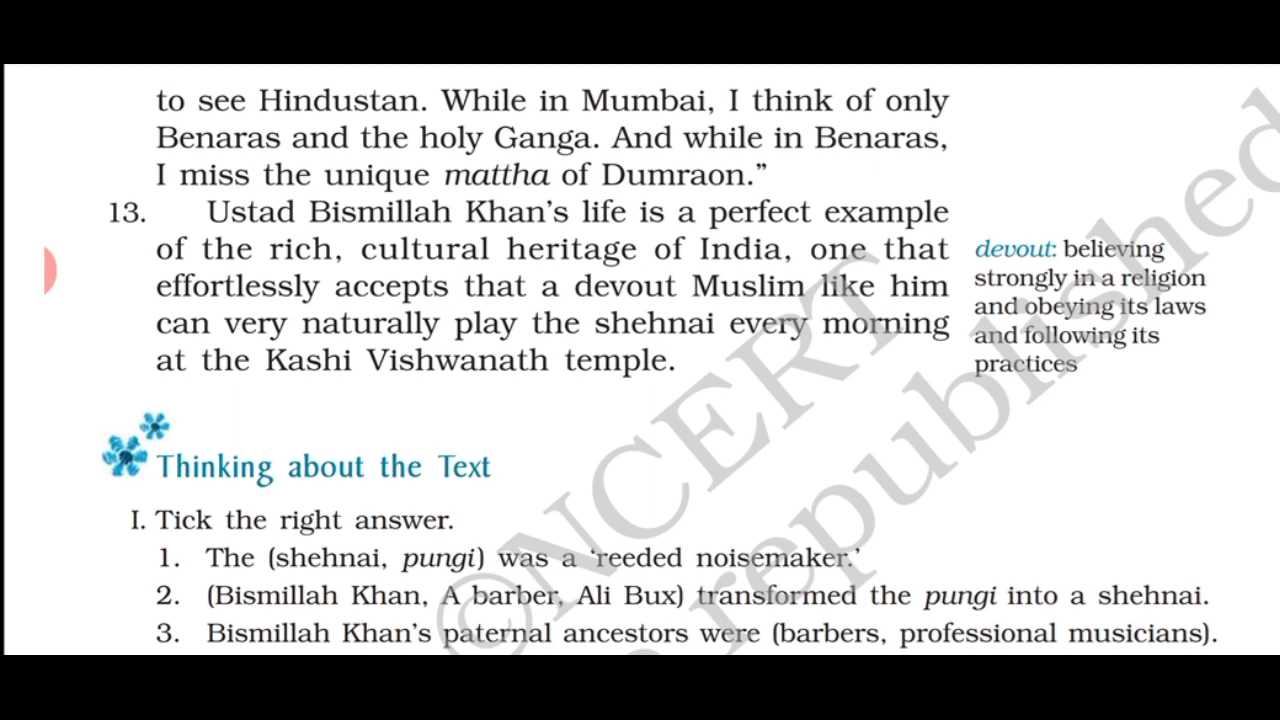 to see Hindustan. While in Mumbai, I think of only
Benaras and the holy Ganga. And while in Benaras,
I miss the unique mattha of Dumraon.”
13. Ustad Bismillah Khan’s life is a perfect example
of the rich, cultural heritage of India, one that
effortlessly accepts that a devout Muslim like him
can very naturally play the shehnai every morning
at the Kashi Vishwanath temple.
devout: believing
strongly in a religion
and obeying its laws
and following its
practices
Thinking about the Text
I. Tick the right answer.
1. The (shehnai, pungi) was a ‘reeded noisemaker.’
2. (Bismillah Khan, A barber, Ali Bux) transformed the pungi into a shehnai.
3. Bismillah Khan’s paternal ancestors were (barbers, professional musicians).
©NCERT
republished